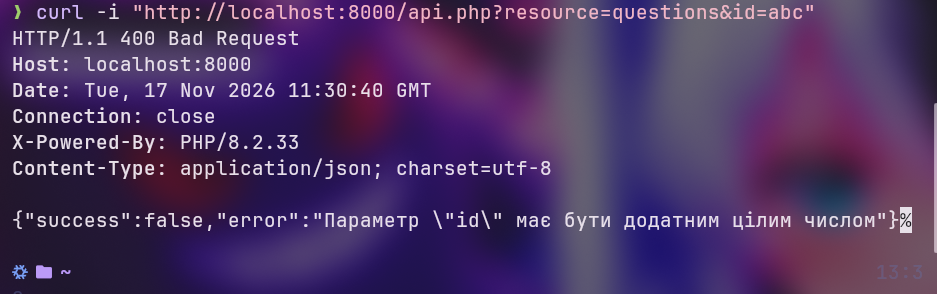 ❯ curl -i "http://localhost:8000/api.php?resource=questions&id=abc"
HTTP/1.1 400 Bad Request
Host: localhost:8000
Date: Tue, 17 Nov 2026 11:30:40 GMT
Connection: close
X-Powered-By: PHP/8.2.33
Content-Type: application/json; charset=utf-8
{"success":false,"error":"Параметр \"id\" має бути додатним цілим числом"}%
~
13:3